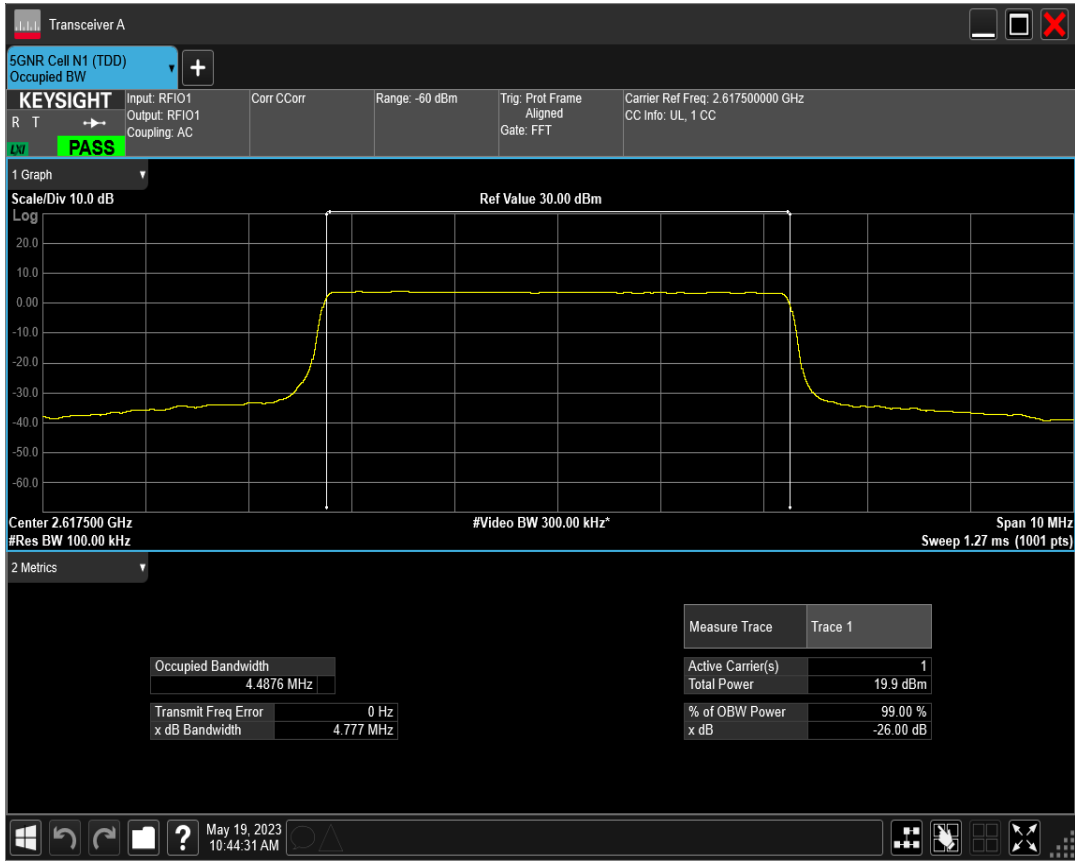 Transceiver A
5GNR Cell N1 (TDD)
Occupied BW
+
KEYSIGHT
R T
LXI
PASS
Input: RFIO1
Output: RFIO1
Coupling: AC
Corr CCorr
Range: -60 dBm
Trig: Prot Frame
Aligned
Gate: FFT
Carrier Ref Freq: 2.617500000 GHz
CC Info: UL, 1 CC
1 Graph
Scale/Div 10.0 dB
Ref Value 30.00 dBm
Log
20.0
10.0
0.00
-10.0
-20.0
-30.0
-40.0
-50.0
-60.0
Center 2.617500 GHz
#Video BW 300.00 kHz*
Span 10 MHz
#Res BW 100.00 kHz
Sweep 1.27 ms (1001 pts)
2 Metrics
Measure Trace Trace 1
Occupied Bandwidth
4.4876 MHz
Active Carrier(s) 1
Total Power 19.9 dBm
Transmit Freq Error 0 Hz
x dB Bandwidth 4.777 MHz
% of OBW Power 99.00 %
x dB -26.00 dB
?
May 19, 2023
10:44:31 AM